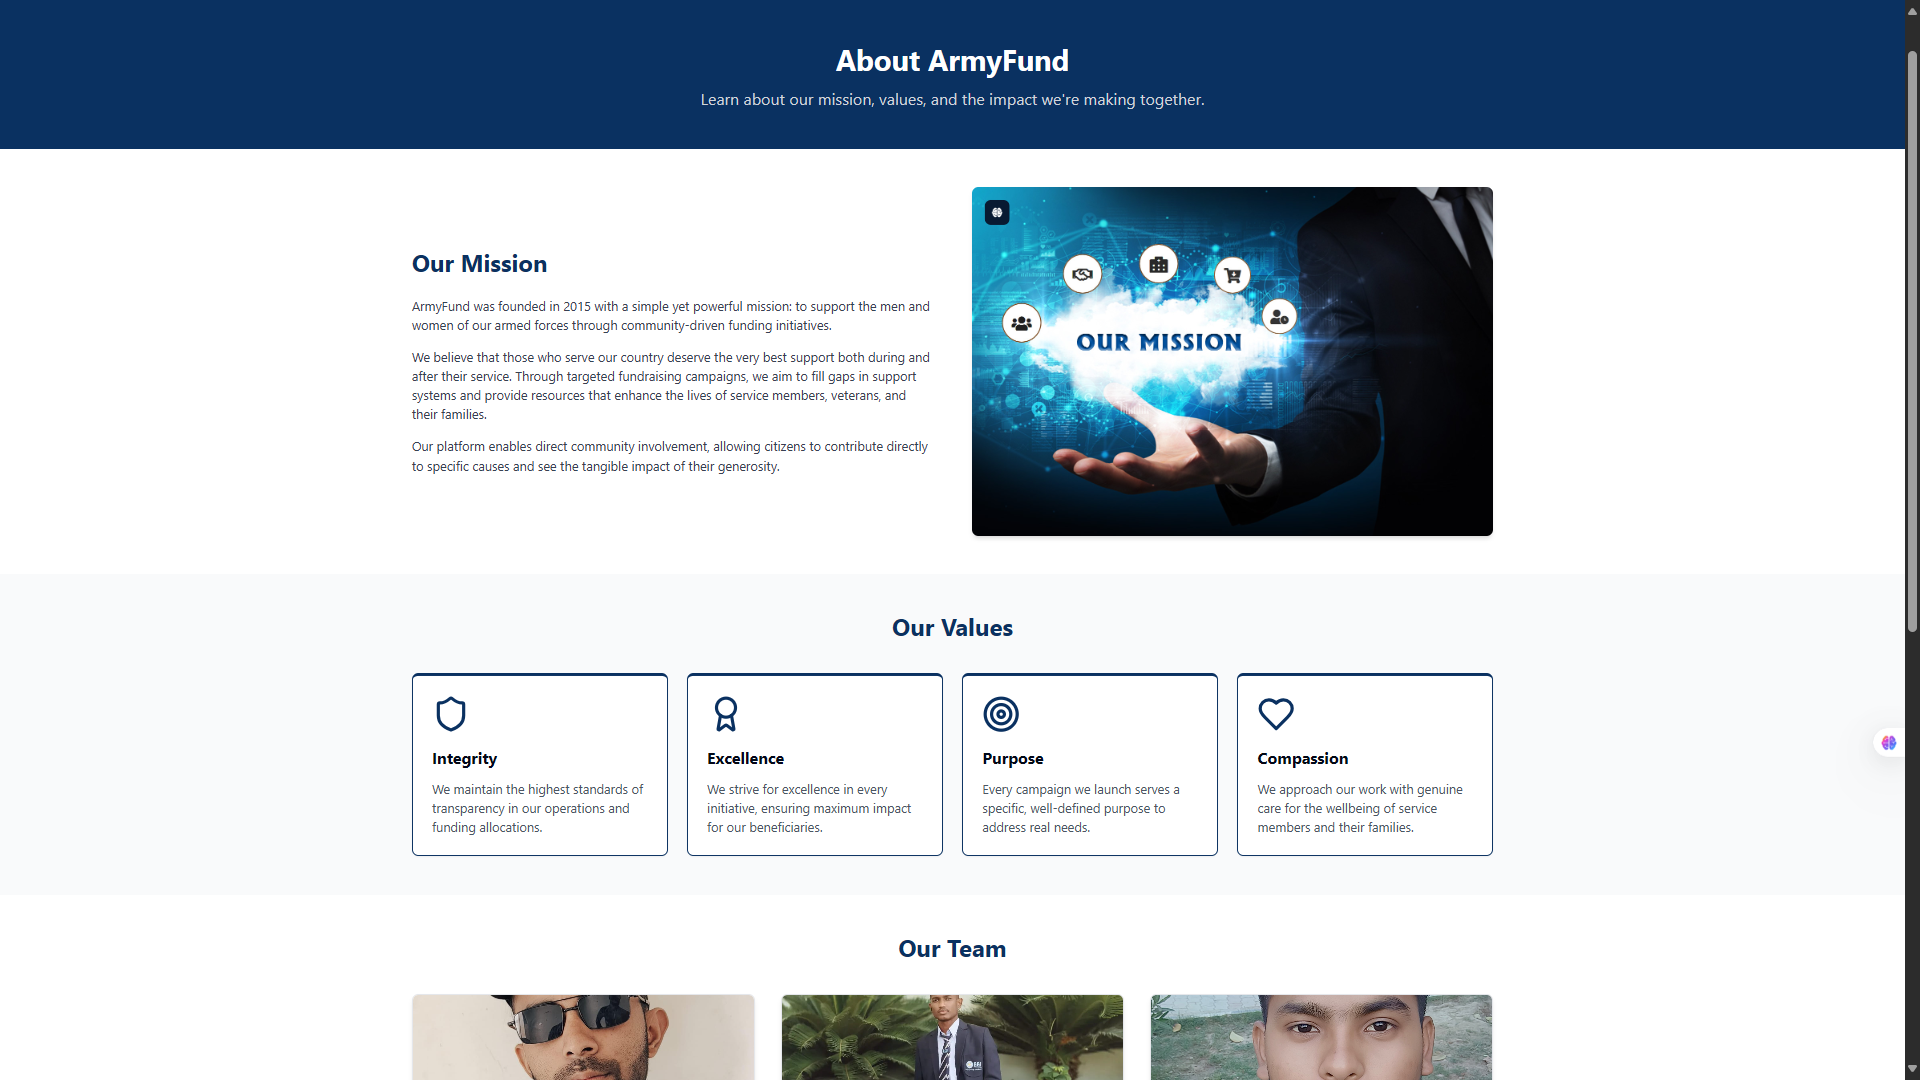 About ArmyFund
Learn about our mission, values, and the impact we're making together.
Our Mission
ArmyFund was founded in 2015 with a simple yet powerful mission: to support the men and
women of our armed forces through community-driven funding initiatives.
We believe that those who serve our country deserve the very best support both during and
after their service. Through targeted fundraising campaigns, we aim to fill gaps in support
systems and provide resources that enhance the lives of service members, veterans, and
their families.
Our platform enables direct community involvement, allowing citizens to contribute directly
to specific causes and see the tangible impact of their generosity.
OUR MISSION
Our Values
Integrity
We maintain the highest standards of
transparency in our operations and
funding allocations.
Excellence
We strive for excellence in every
initiative, ensuring maximum impact
for our beneficiaries.
Purpose
Every campaign we launch serves a
specific, well-defined purpose to
address real needs.
Compassion
We approach our work with genuine
care for the wellbeing of service
members and their families.
Our Team